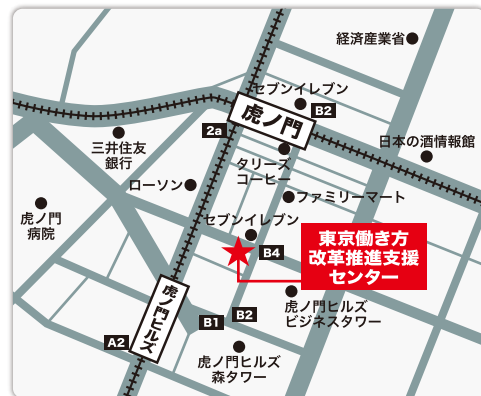 経済産業省
セブンイレブン
B2
虎ノ門
2a
三井住友
銀行
タリーズ
コーヒー
日本の酒情報館
ローソン
ファミリーマート
虎ノ門
病院
セブンイレブン
B4
東京働き方
改革推進支援
センター
虎ノ門ヒルズ
虎ノ門ヒルズ
ビジネスタワー
B1
B2
A2
虎ノ門ヒルズ
森タワー